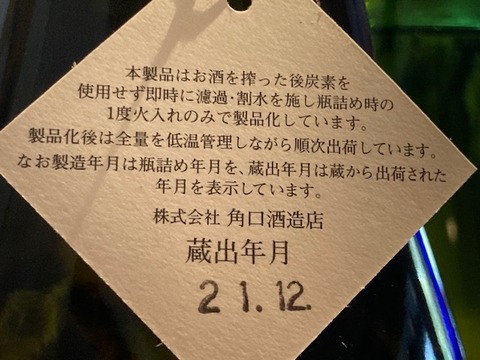 本製品はお酒を搾った後炭素を
使用せず即時に濾過・割水を施し瓶詰め時の
1度火入れのみで製品化しています。
製品化後は全量を低温管理しながら順次出荷しています。
なお製造年月は瓶詰め年月を、蔵出年月は蔵から出荷された
年月を表示しています。
株式会社 角口酒造店
蔵出年月
21.12.